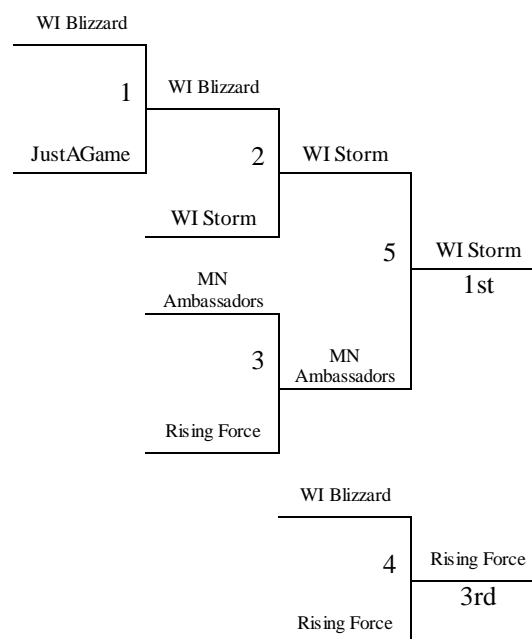 WI Blizzard
1
WI Blizzard
JustAGame
2
WI Storm
WI Storm
5
WI Storm
1st
MN
Ambassadors
3
MN
Ambassadors
Rising Force
WI Blizzard
4
Rising Force
3rd
Rising Force